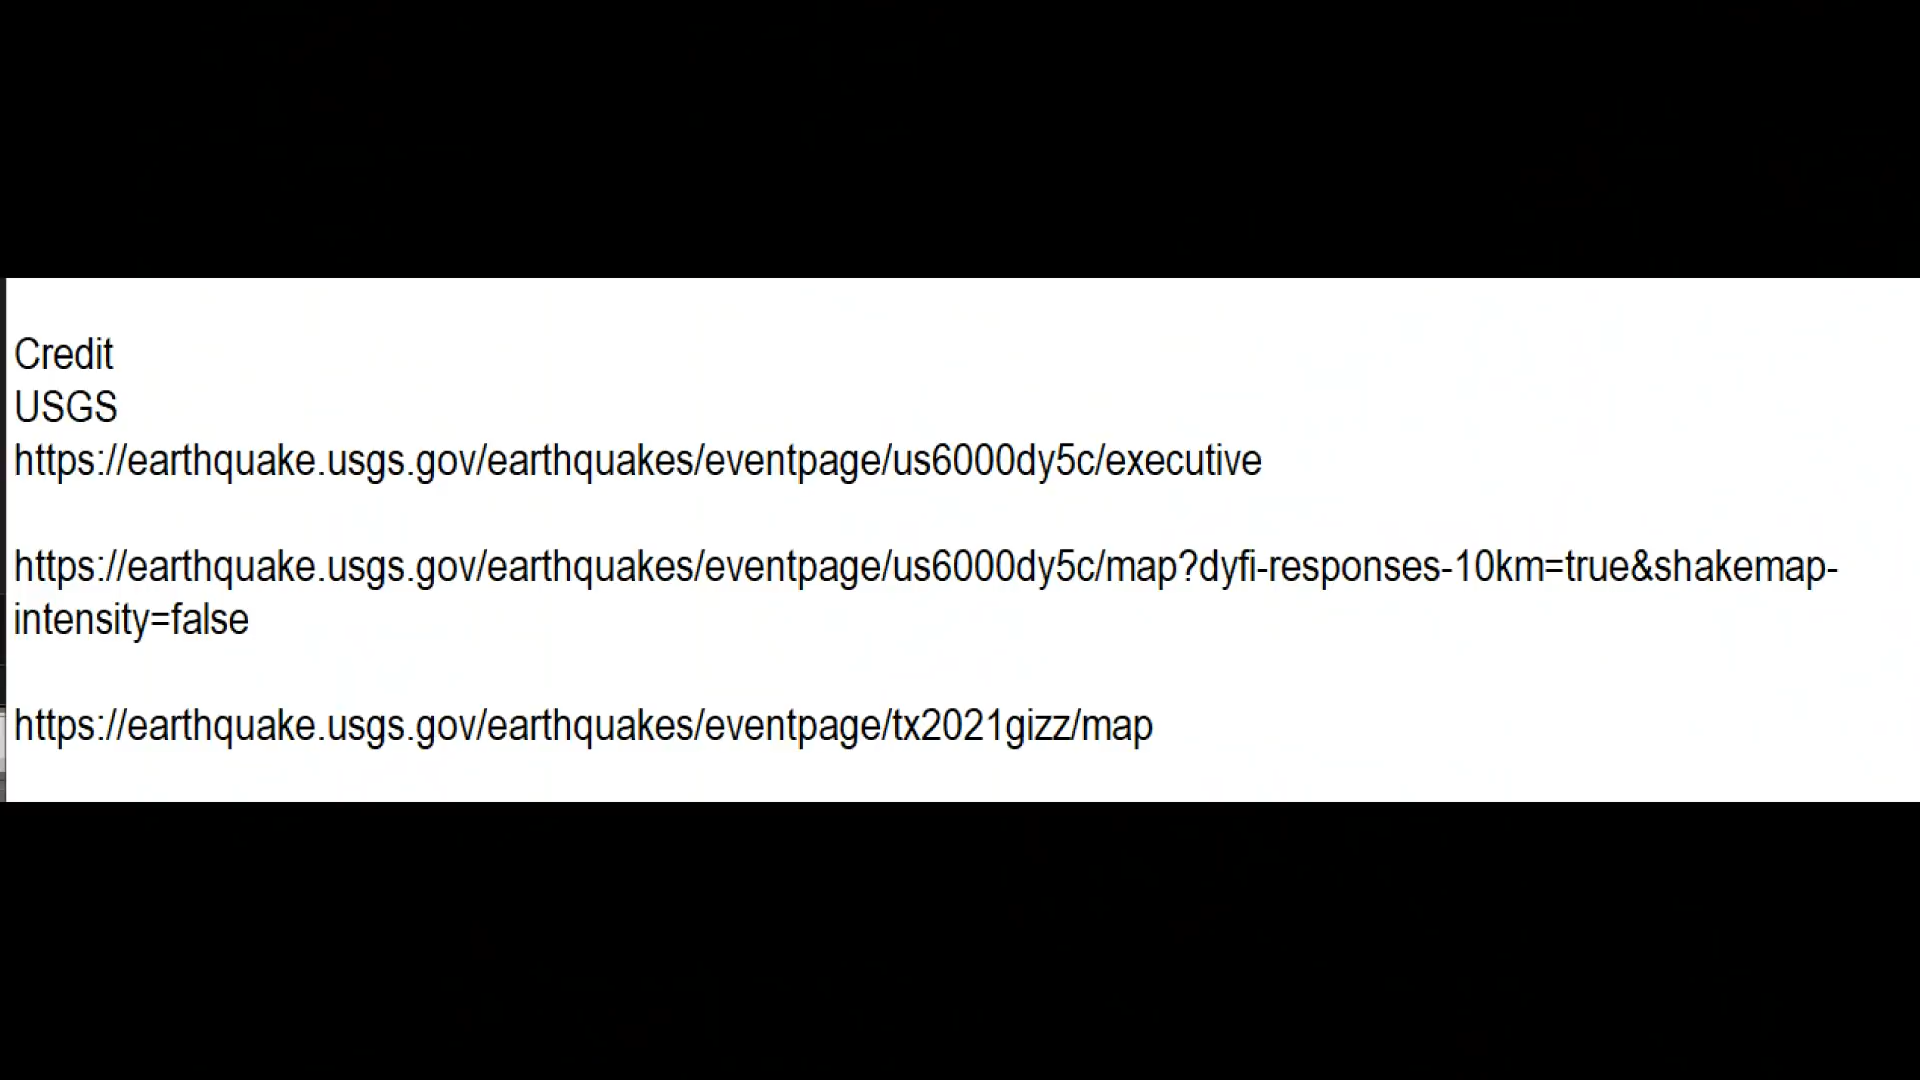 Credit
USGS
https://earthquake.usgs.gov/earthquakes/eventpage/us6000dy5c/executive
https://earthquake.usgs.gov/earthquakes/eventpage/us6000dy5c/map?dyfi-responses-10km=true&shakemap-
intensity=false
https://earthquake.usgs.gov/earthquakes/eventpage/tx2021gizz/map